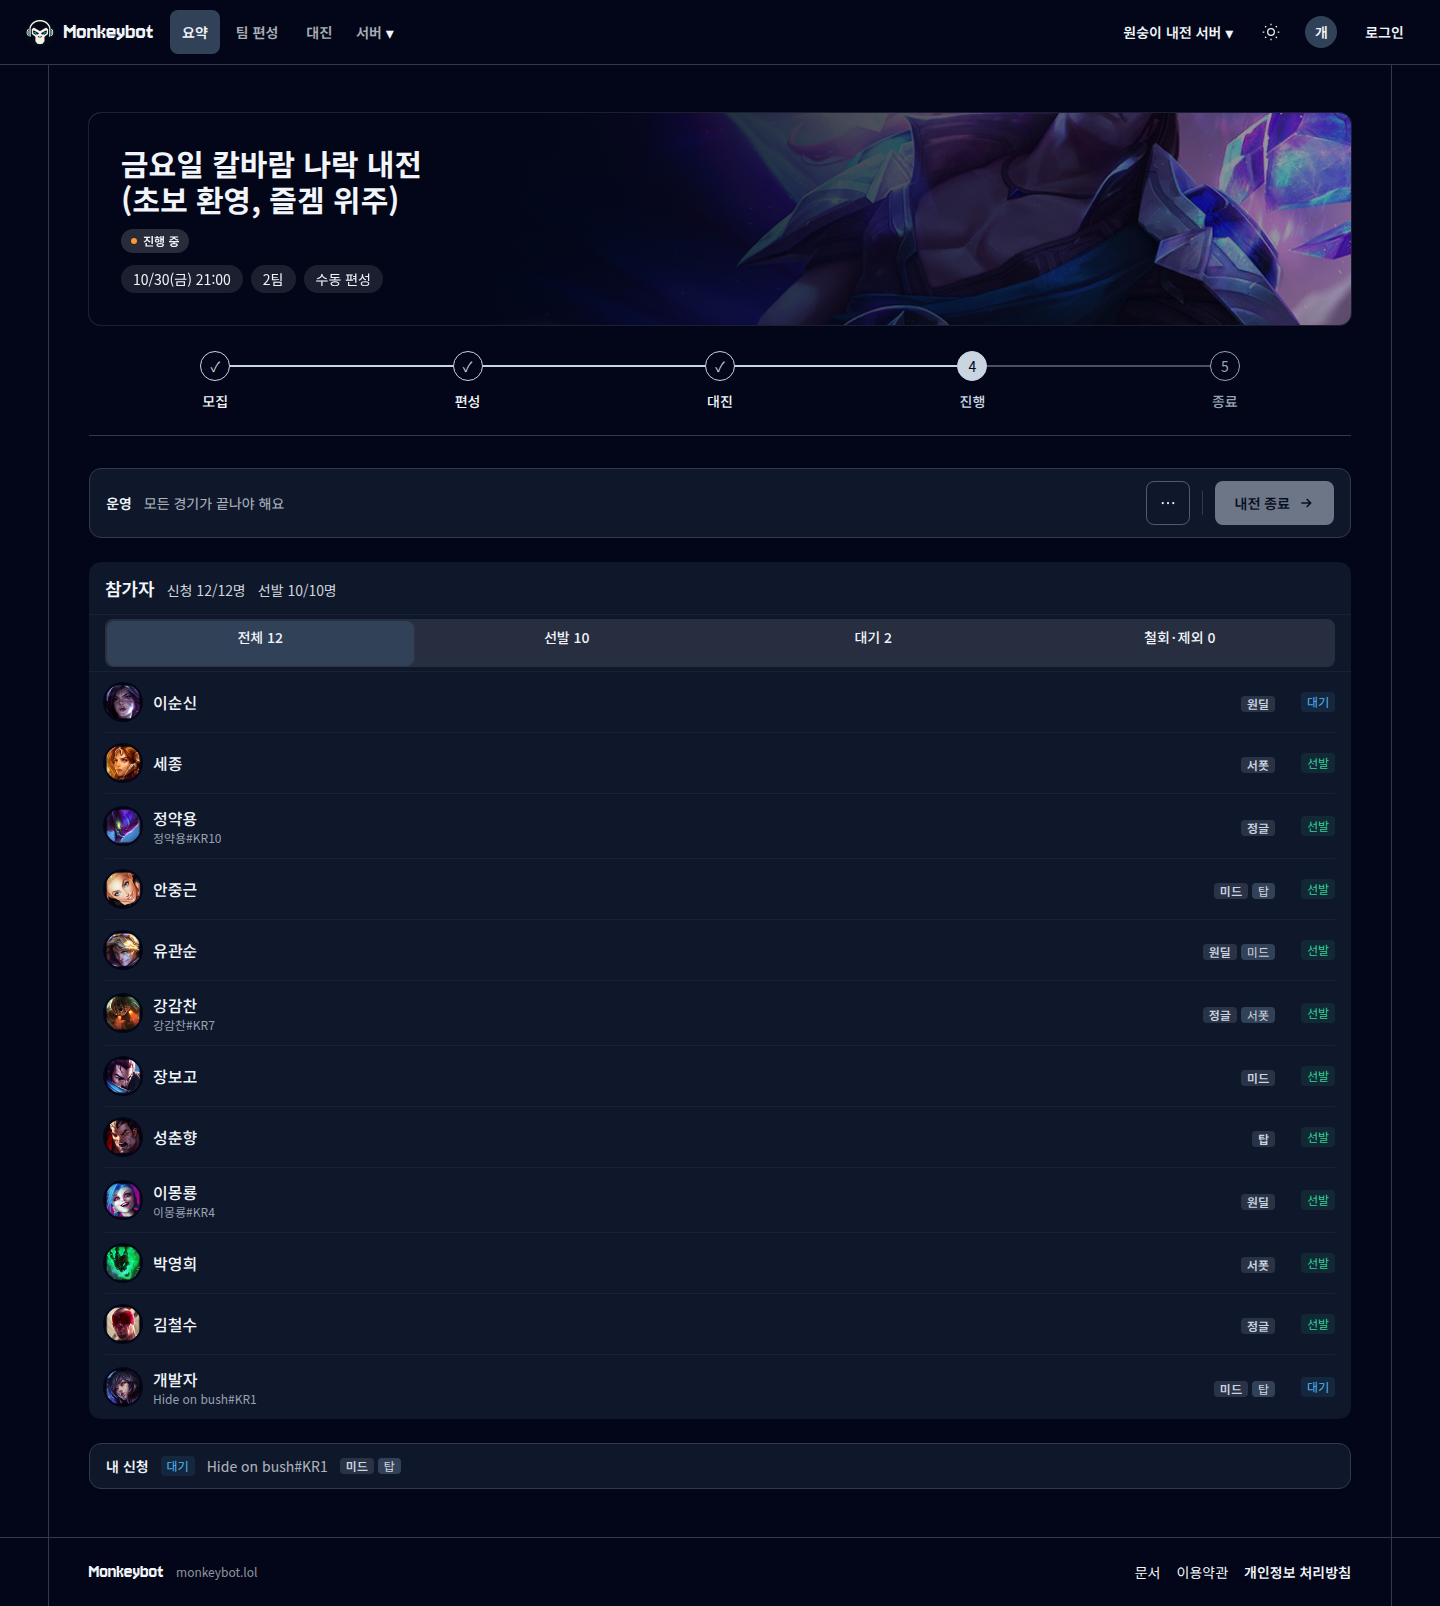 Monkeybot 요약 팀 편성 대진 서버 ▾ 원숭이 내전 서버 ▾ 개 로그인
금요일 칼바람 나락 내전
(초보 환영, 즐겜 위주)
진행 중
10/30(금) 21:00 2팀 수동 편성
✓ ✓ ✓ 4 5
모집 편성 대진 진행 종료
운영 모든 경기가 끝나야 해요 ⋯ 내전 종료 →
참가자 신청 12/12명 선발 10/10명
전체 12 선발 10 대기 2 철회·제외 0
이순신 원딜 대기
세종 서폿 선발
정약용 정글 선발
정약용#KR10
안중근 미드 탑 선발
유관순 원딜 미드 선발
강감찬 정글 서폿 선발
강감찬#KR7
장보고 미드 선발
성춘향 탑 선발
이몽룡 원딜 선발
이몽룡#KR4
박영희 서폿 선발
김철수 정글 선발
개발자 미드 탑 대기
Hide on bush#KR1
내 신청 대기 Hide on bush#KR1 미드 탑
Monkeybot monkeybot.lol 문서 이용약관 개인정보 처리방침